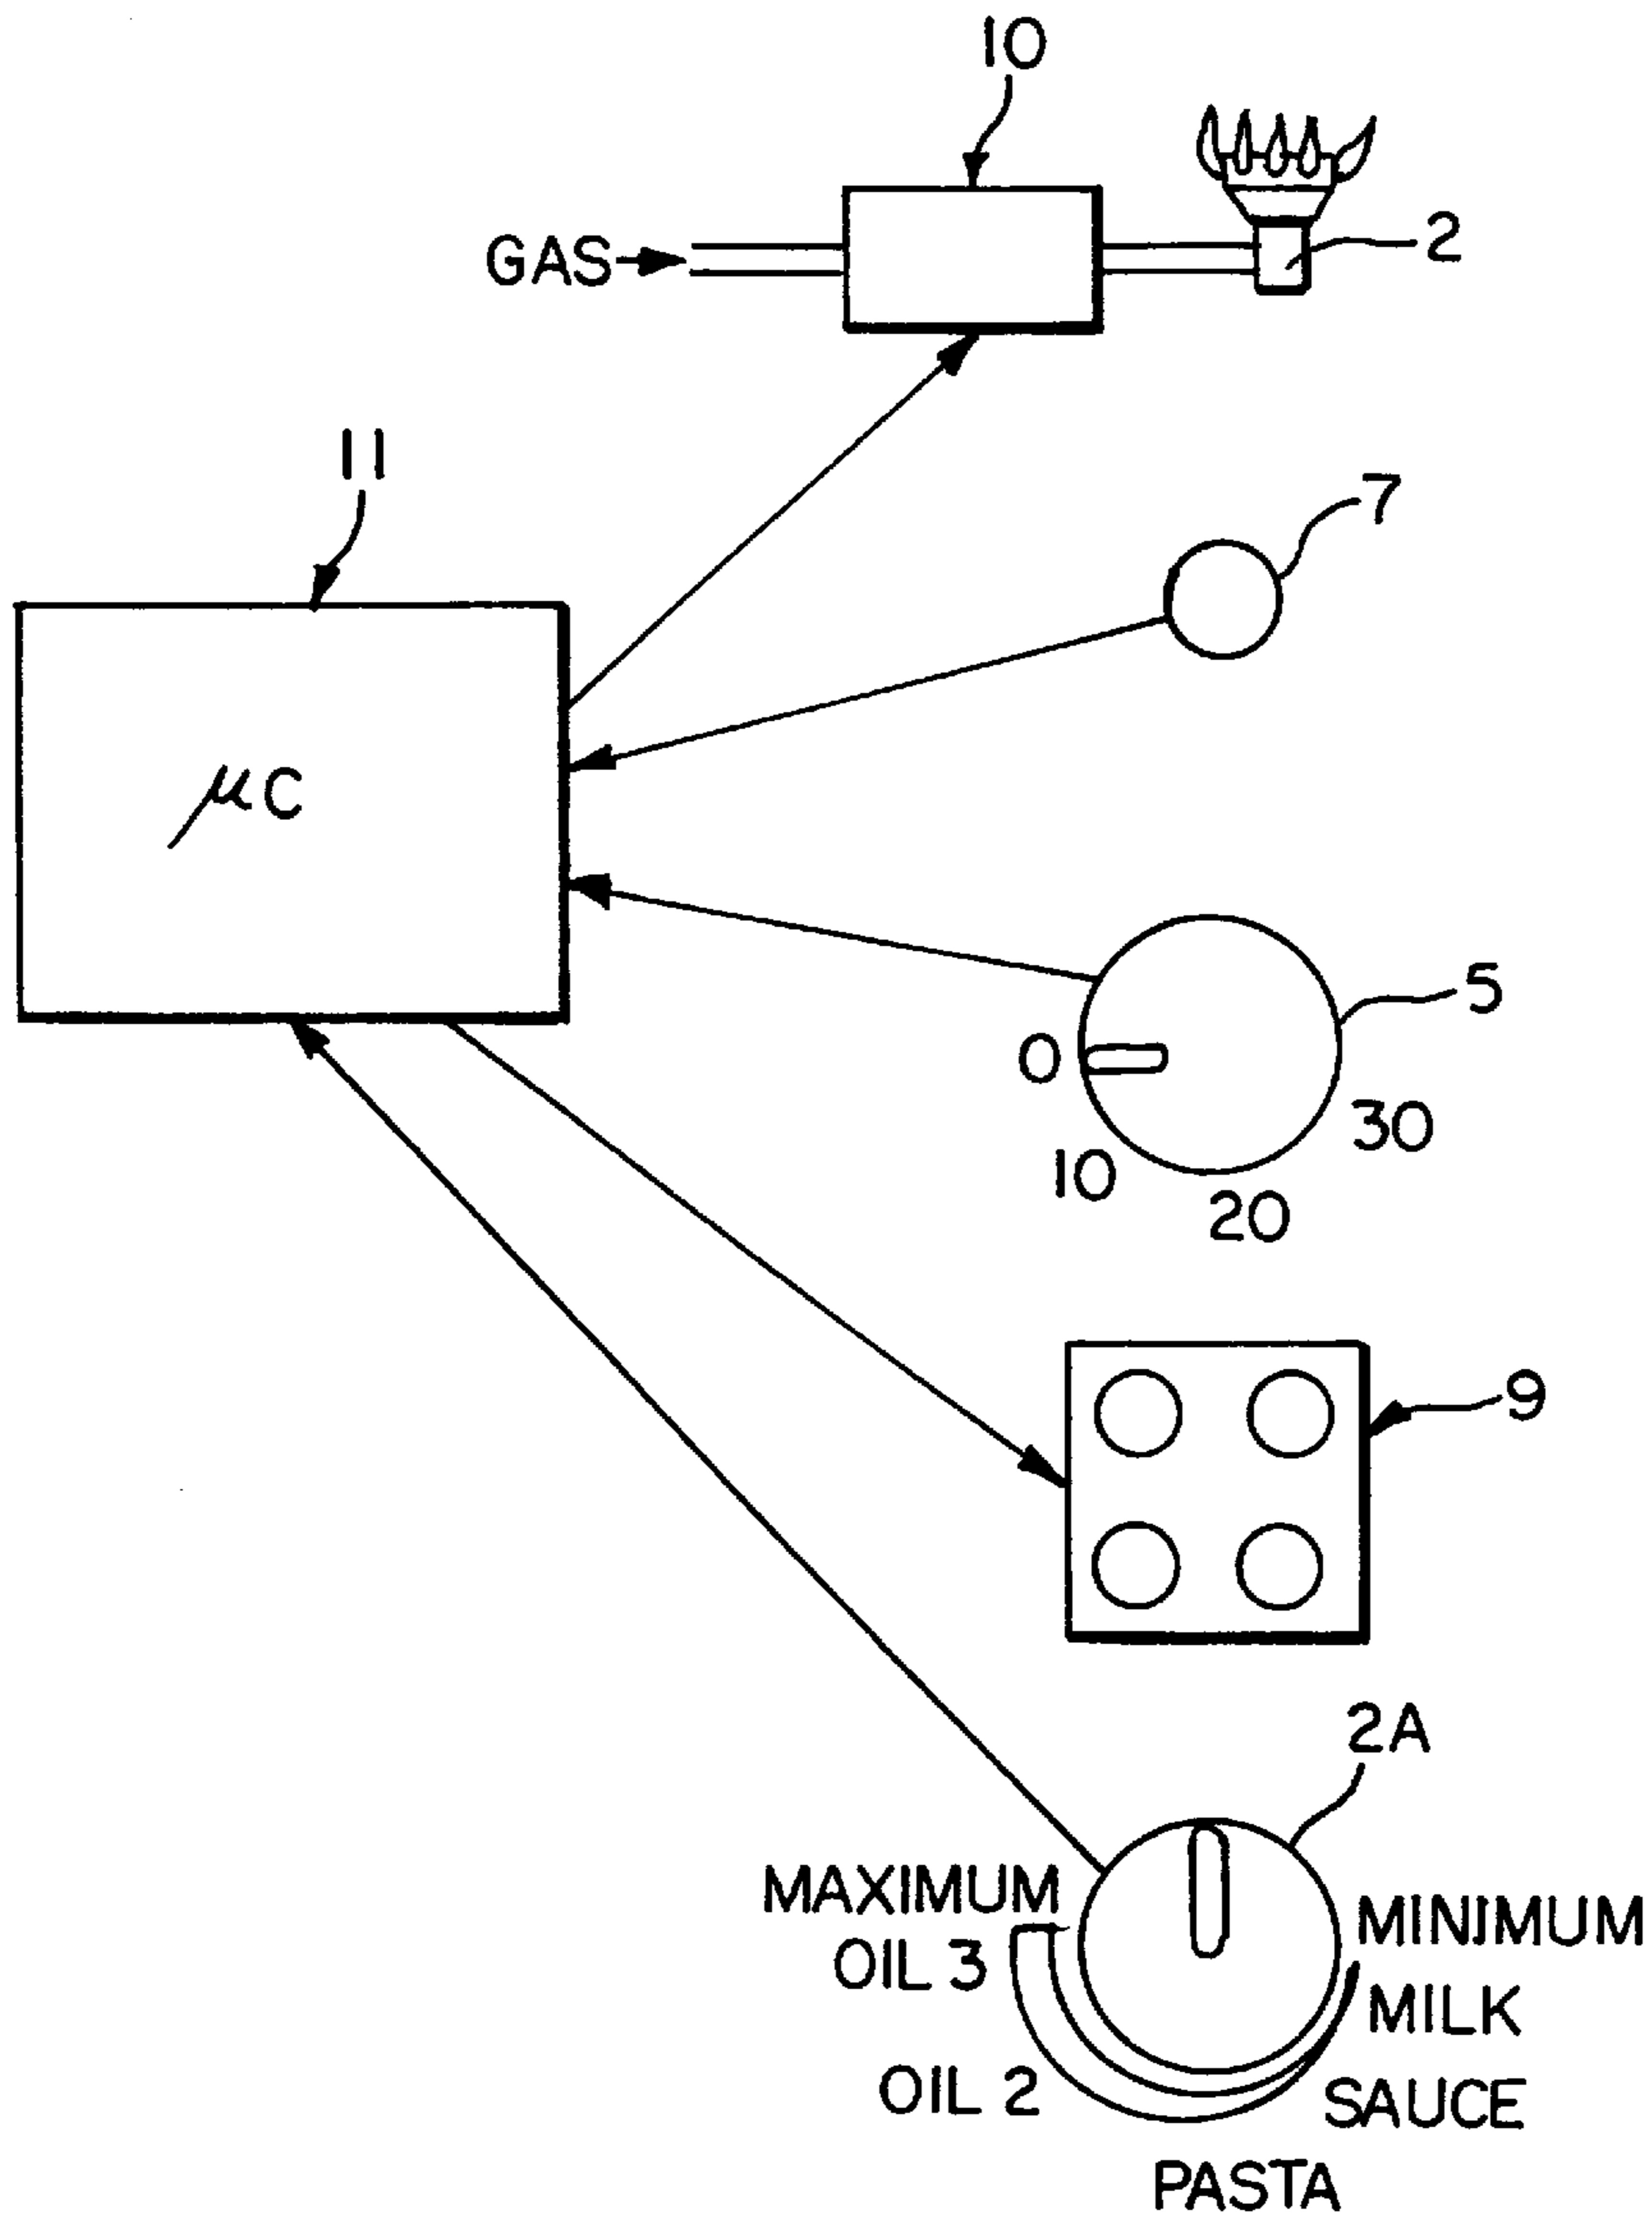 10
GAS
2
11
7
μC
5
0
30
10
20
9
2A
MAXIMUM
MINIMUM
OIL 3
MILK
OIL 2
SAUCE
PASTA